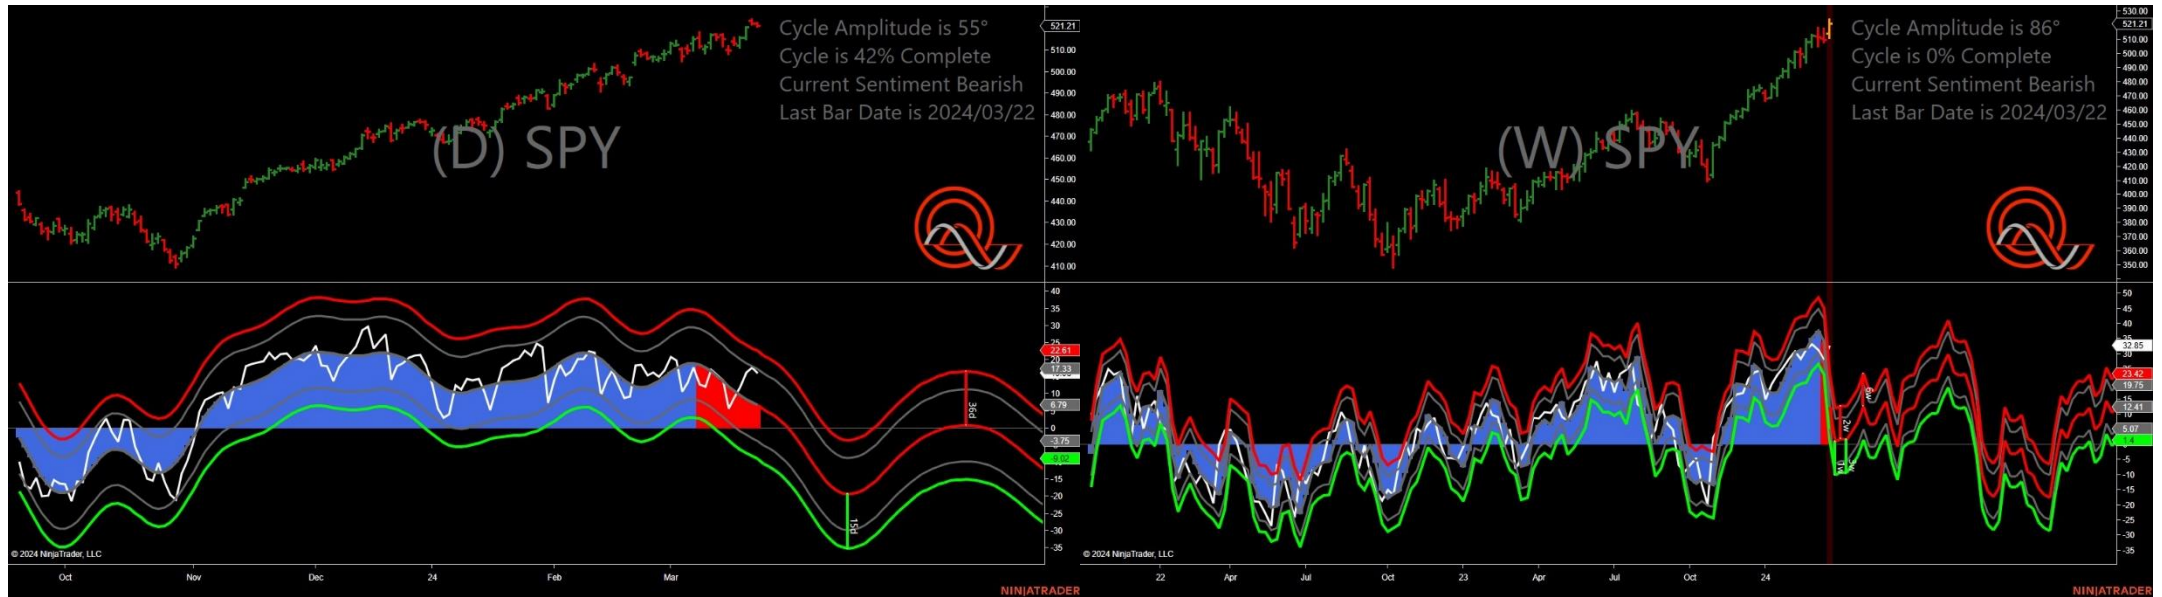 Cycle Amplitude is 55°
Cycle is 42% Complete
Current Sentiment Bearish
Last Bar Date is 2024/03/22
(D) SPY
521.21
510.00
500.00
490.00
480.00
470.00
460.00
450.00
440.00
430.00
420.00
410.00
40
35
30
25
22.61
20
17.33
10
6.79
5
0
-3.75
-9.02
-15
-20
-25
-30
-35
36d
15d
© 2024 NinjaTrader, LLC
Oct
Nov
Dec
24
Feb
Mar
NINJATRADER
Cycle Amplitude is 86°
Cycle is 0% Complete
Current Sentiment Bearish
Last Bar Date is 2024/03/22
(W) SPY
530.00
521.21
510.00
500.00
490.00
480.00
470.00
460.00
450.00
440.00
430.00
420.00
410.00
400.00
390.00
380.00
370.00
360.00
350.00
50
45
40
35
32.85
30
23.42
19.75
15
12.41
5.07
1.4
-5
-10
-15
-20
-25
-30
-35
6w
2w
© 2024 NinjaTrader, LLC
22
Apr
Jul
Oct
23
Apr
Jul
Oct
24
NINJATRADER